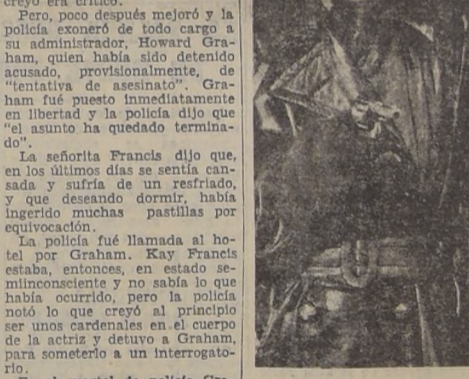 creyó era crítico.
Pero, poco después mejoró y la
policía exoneró de todo cargo a
su administrador, Howard Gra-
ham, quien había sido detenido
acusado, provisionalmente, de
"tentativa de asesinato". Gra-
ham fué puesto inmediatamente
en libertad y la policía dijo que
"el asunto ha quedado termina-
do".
La señorita Francis dijo que,
en los últimos días se sentía can-
sada y sufría de un resfriado,
y que deseando dormir, había
ingerido muchas pastillas por
equivocación.
La policía fué llamada al ho-
tel por Graham. Kay Francis
estaba, entonces, en estado se-
miinconsciente y no sabía lo que
había ocurrido, pero la policía
notó lo que creyó al principio
ser unos cardenales en el cuerpo
de la actriz y detuvo a Graham,
para someterlo a un interrogato-
rio.